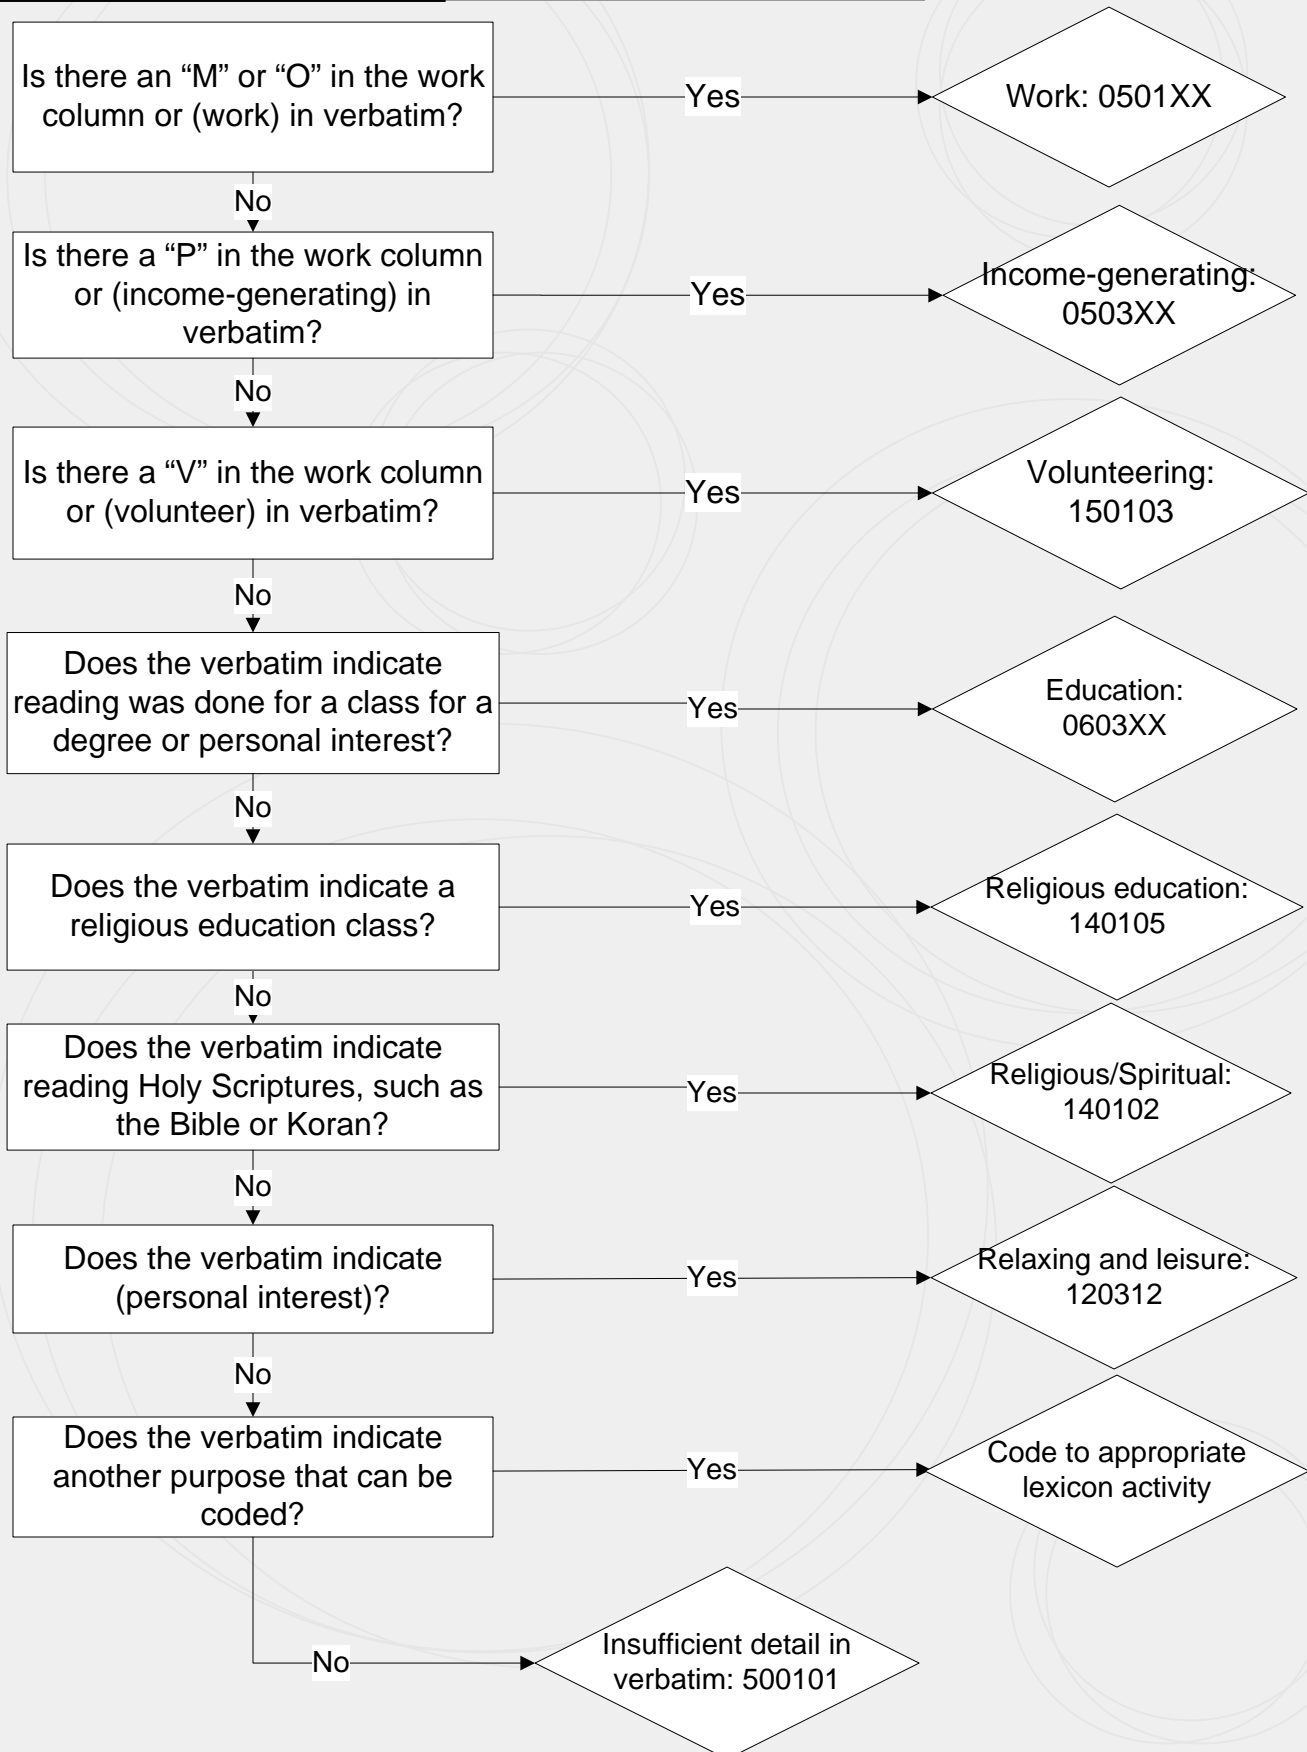 Is there an “M” or “O” in the work
column or (work) in verbatim?
Yes
Work: 0501XX
No
Is there a “P” in the work column
or (income-generating) in
verbatim?
Yes
Income-generating:
0503XX
No
Is there a “V” in the work column
or (volunteer) in verbatim?
Yes
Volunteering:
150103
No
Does the verbatim indicate
reading was done for a class for a
degree or personal interest?
Yes
Education:
0603XX
No
Does the verbatim indicate a
religious education class?
Yes
Religious education:
140105
No
Does the verbatim indicate
reading Holy Scriptures, such as
the Bible or Koran?
Yes
Religious/Spiritual:
140102
No
Does the verbatim indicate
(personal interest)?
Yes
Relaxing and leisure:
120312
No
Does the verbatim indicate
another purpose that can be
coded?
Yes
Code to appropriate
lexicon activity
No
Insufficient detail in
verbatim: 500101